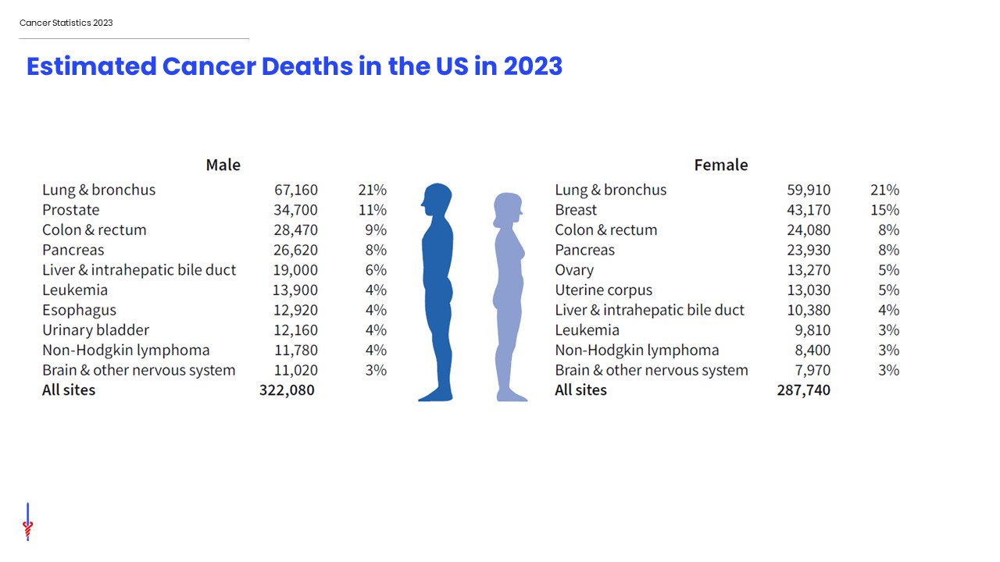 Cancer Statistics 2023
Estimated Cancer Deaths in the US in 2023
Male
Lung & bronchus 67,160 21%
Prostate 34,700 11%
Colon & rectum 28,470 9%
Pancreas 26,620 8%
Liver & intrahepatic bile duct 19,000 6%
Leukemia 13,900 4%
Esophagus 12,920 4%
Urinary bladder 12,160 4%
Non-Hodgkin lymphoma 11,780 4%
Brain & other nervous system 11,020 3%
All sites 322,080
Female
Lung & bronchus 59,910 21%
Breast 43,170 15%
Colon & rectum 24,080 8%
Pancreas 23,930 8%
Ovary 13,270 5%
Uterine corpus 13,030 5%
Liver & intrahepatic bile duct 10,380 4%
Leukemia 9,810 3%
Non-Hodgkin lymphoma 8,400 3%
Brain & other nervous system 7,970 3%
All sites 287,740